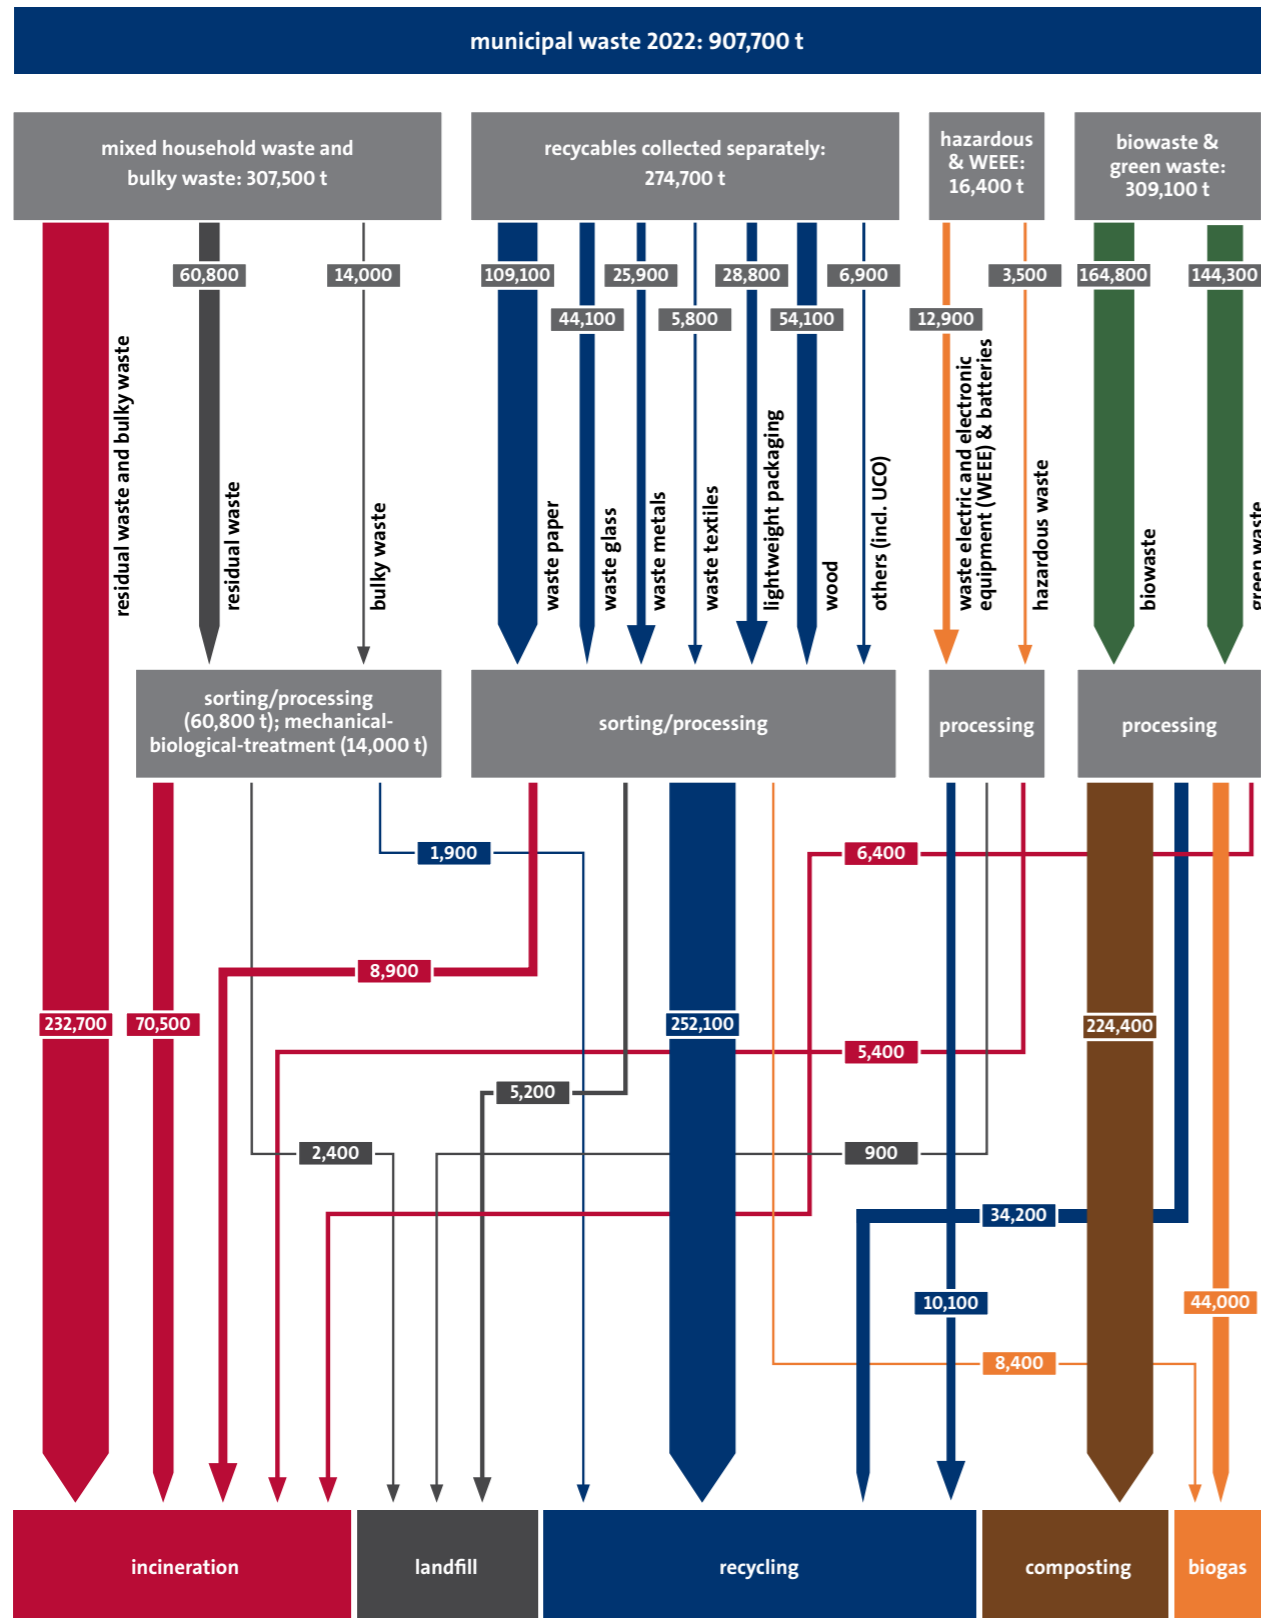 municipal waste 2022: 907,700 t
mixed household waste and
bulky waste: 307,500 t
recycables collected separately:
274,700 t
hazardous
& WEEE:
16,400 t
biowaste &
green waste:
309,100 t
60,800
14,000
109,100
25,900
28,800
6,900
3,500
164,800
144,300
44,100
5,800
54,100
12,900
residual waste and bulky waste
residual waste
bulky waste
waste paper
waste glass
waste metals
waste textiles
lightweight packaging
wood
others (incl. UCO)
waste electric and electronic
equipment (WEEE) & batteries
hazardous waste
biowaste
green waste
sorting/processing
(60,800 t); mechanical-
biological-treatment (14,000 t)
sorting/processing
processing
processing
1,900
6,400
8,900
232,700
70,500
252,100
224,400
5,400
5,200
2,400
900
34,200
10,100
44,000
8,400
incineration
landfill
recycling
composting
biogas